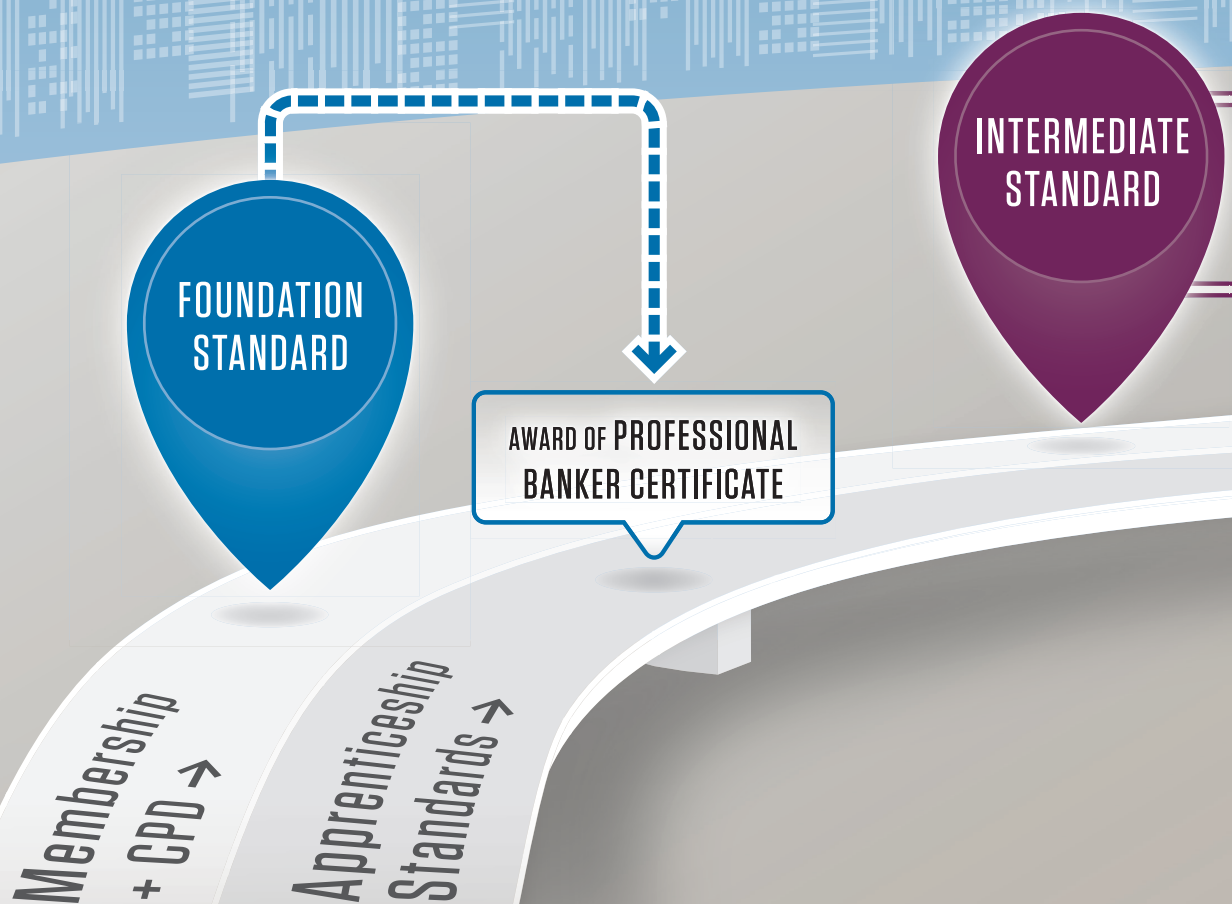 FOUNDATION
STANDARD
AWARD OF PROFESSIONAL
BANKER CERTIFICATE
INTERMEDIATE
STANDARD
Membership
+ CPD →
Apprenticeship
Standards →